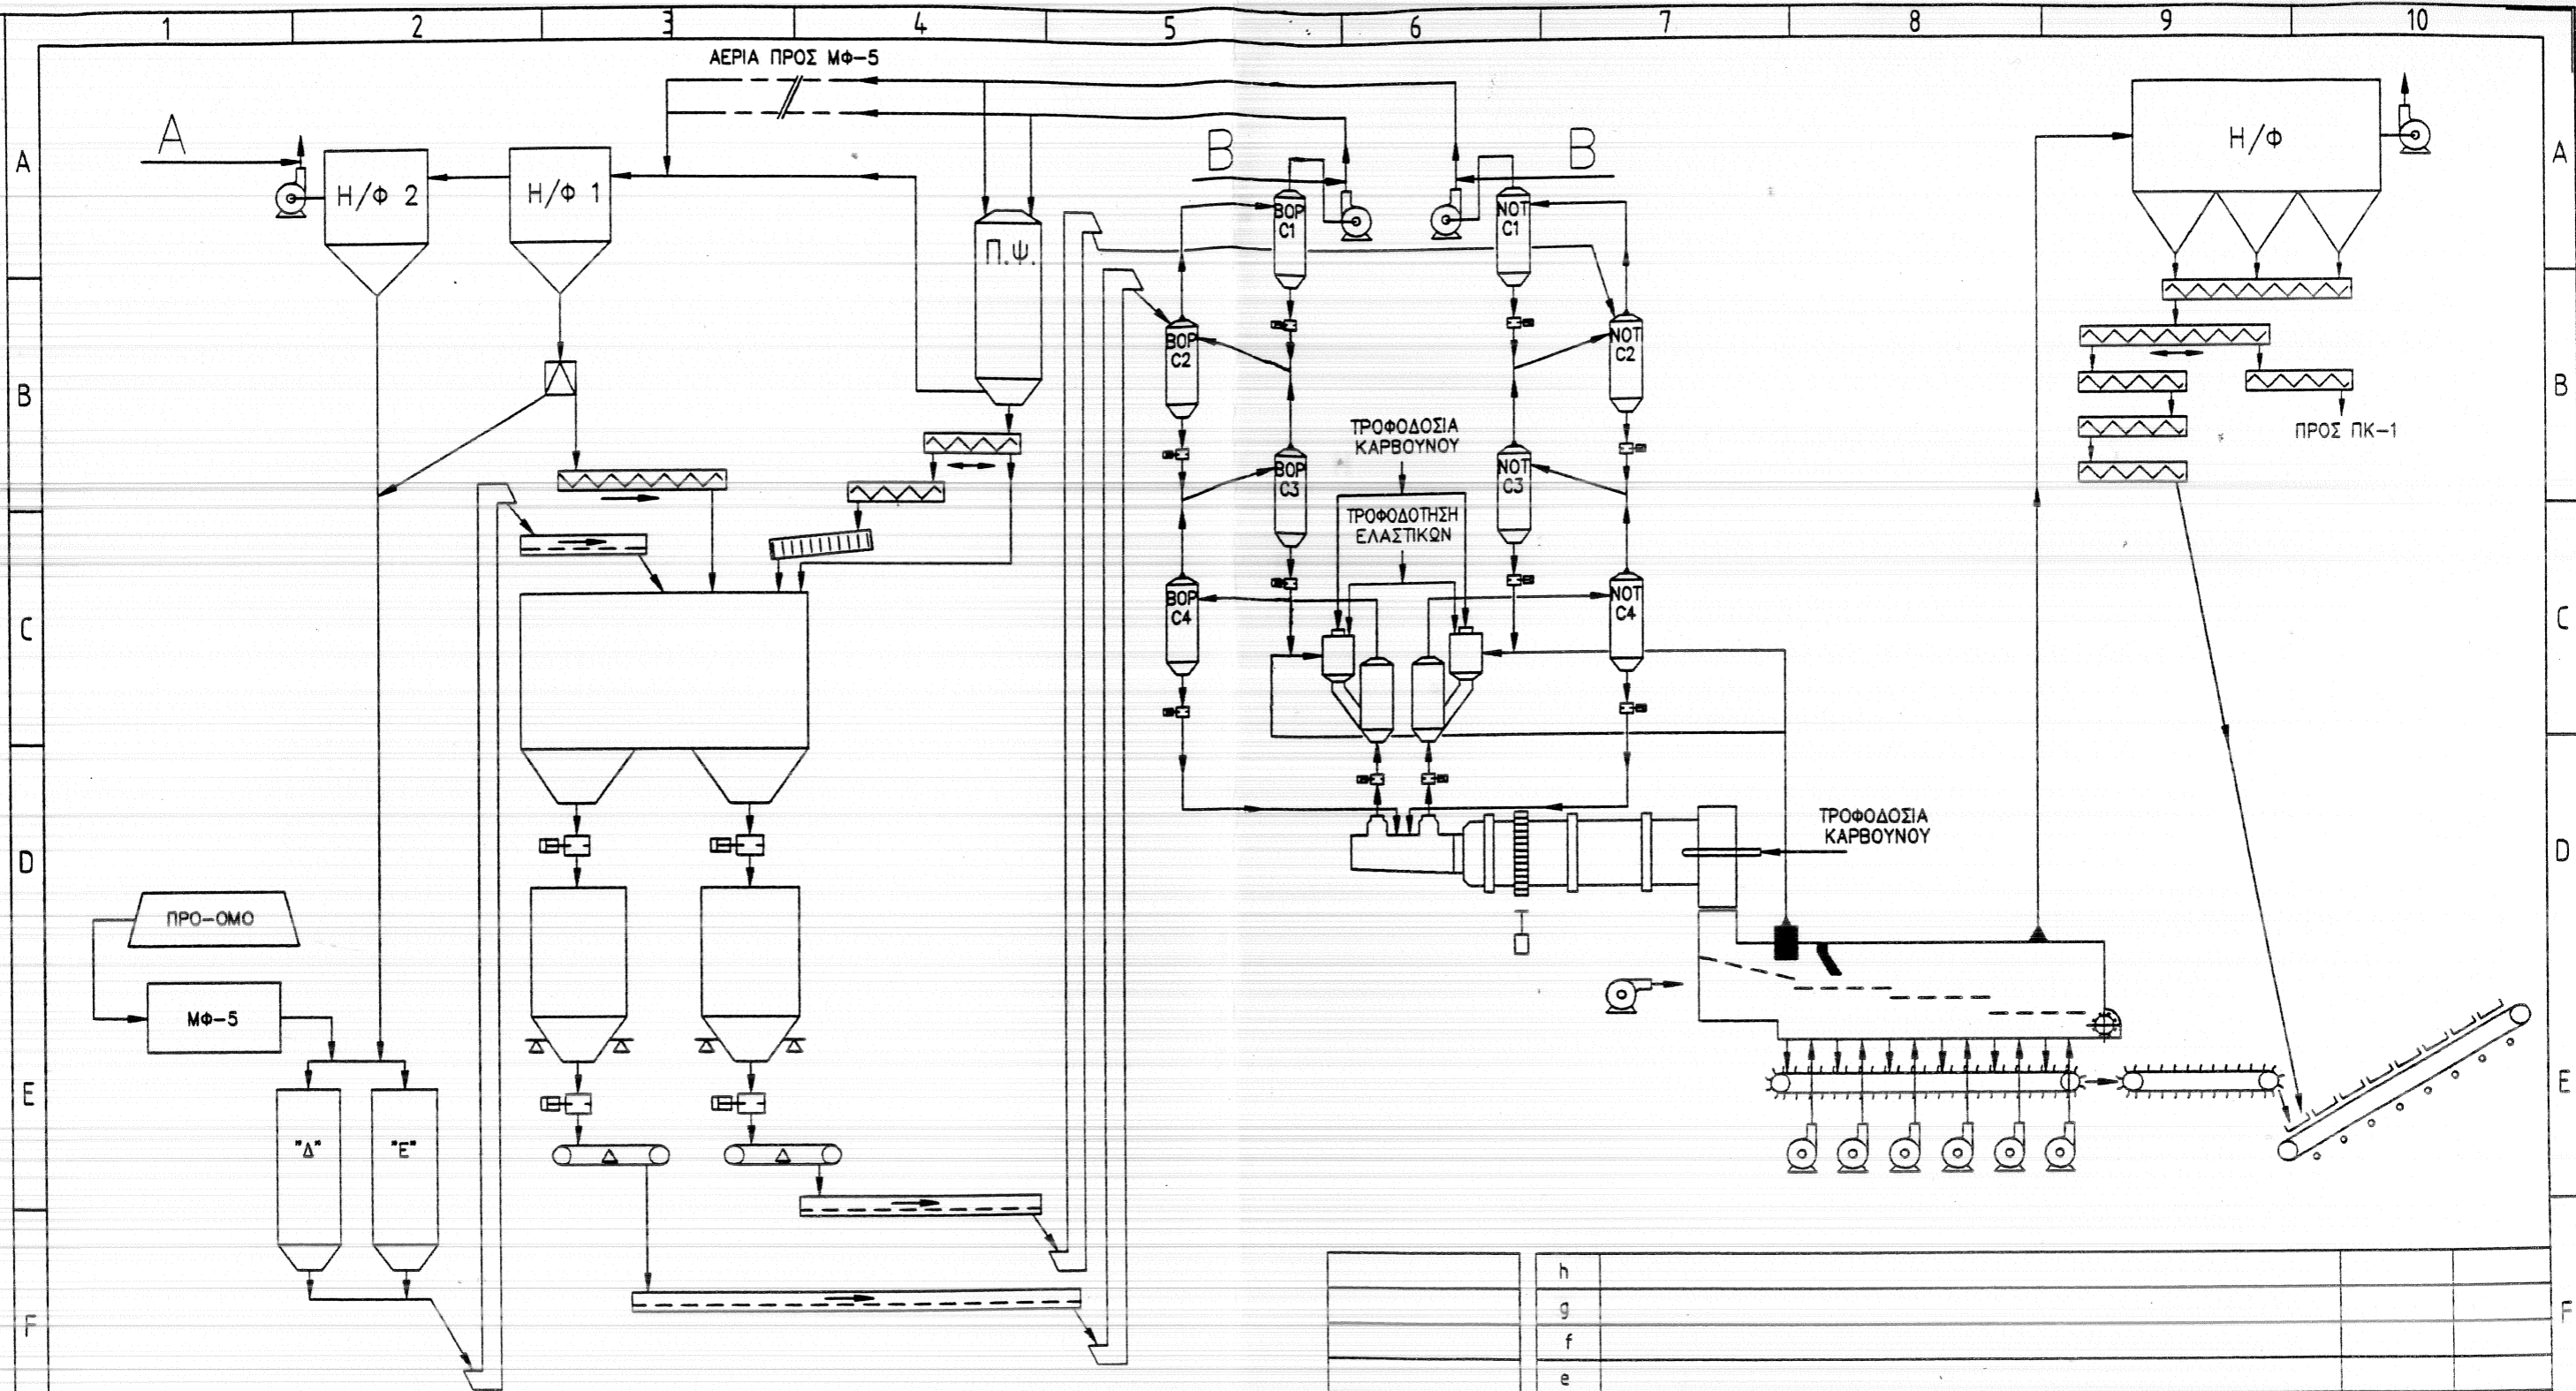 1 2 3 4 5 6 7 8 9 10
ΑΕΡΙΑ ΠΡΟΣ ΜΦ-5
A
B
B
A
A
Η/Φ 2
Η/Φ 1
Π.Ψ.
ΒΟΡ
C1
ΝΟΤ
C1
Η/Φ
ΒΟΡ
C2
ΝΟΤ
C2
B
B
ΤΡΟΦΟΔΟΣΙΑ
ΚΑΡΒΟΥΝΟΥ
ΠΡΟΣ ΠΚ-1
ΒΟΡ
C3
ΝΟΤ
C3
ΤΡΟΦΟΔΟΤΗΣΗ
ΕΛΑΣΤΙΚΩΝ
ΒΟΡ
C4
ΝΟΤ
C4
C
C
ΤΡΟΦΟΔΟΣΙΑ
ΚΑΡΒΟΥΝΟΥ
D
D
ΠΡΟ-ΟΜΟ
ΜΦ-5
E
E
"Δ"
"Ε"
h
g
F
F
f
e